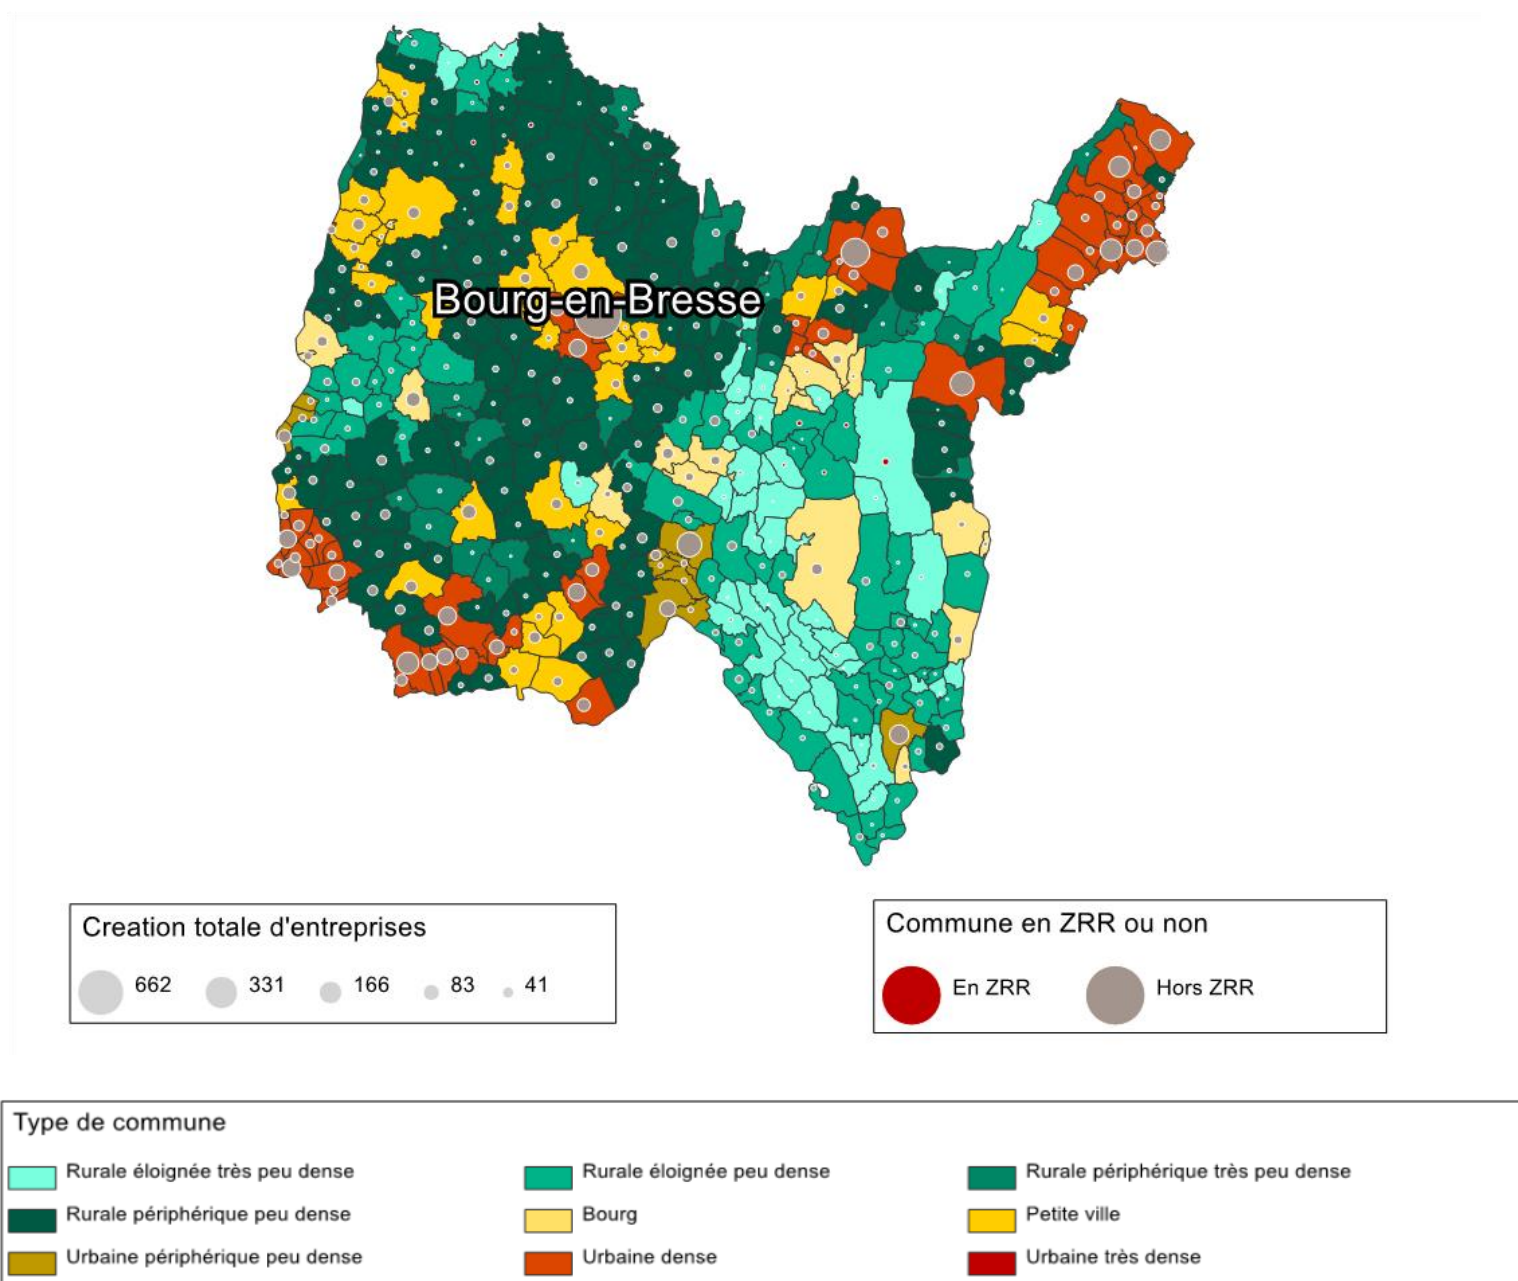 Bourg-en-Bresse
Creation totale d'entreprises
662 331 166 83 41
Commune en ZRR ou non
En ZRR Hors ZRR
Type de commune
Rurale éloignée très peu dense Rurale éloignée peu dense Rurale périphérique très peu dense
Rurale périphérique peu dense Bourg Petite ville
Urbaine périphérique peu dense Urbaine dense Urbaine très dense